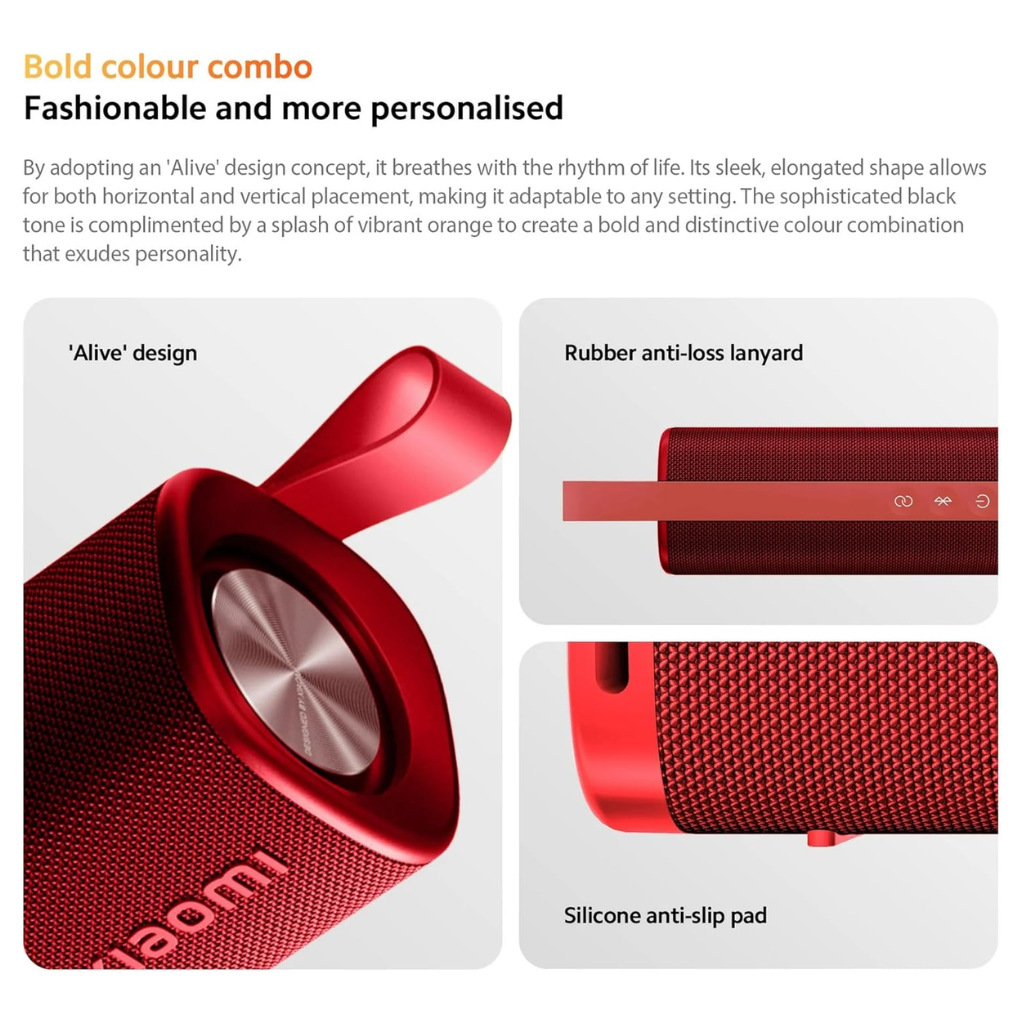 Bold colour combo
Fashionable and more personalised
By adopting an 'Alive' design concept, it breathes with the rhythm of life. Its sleek, elongated shape allows
for both horizontal and vertical placement, making it adaptable to any setting. The sophisticated black
tone is complimented by a splash of vibrant orange to create a bold and distinctive colour combination
that exudes personality.
'Alive' design
Rubber anti-loss lanyard
DESIGNED BY XIAOMI
xiaomi
Silicone anti-slip pad